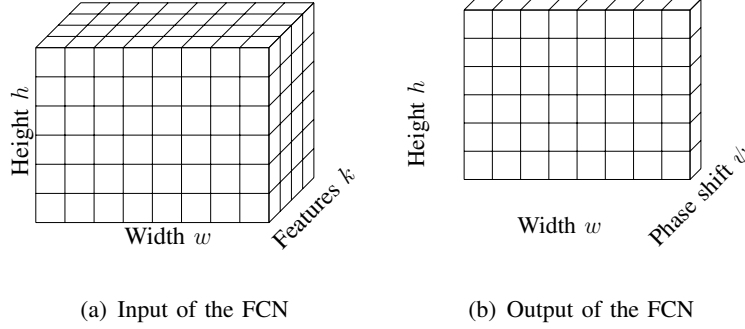 Height h
Width w
Features k
(a) Input of the FCN
Height h
Width w
Phase shift ψ
(b) Output of the FCN